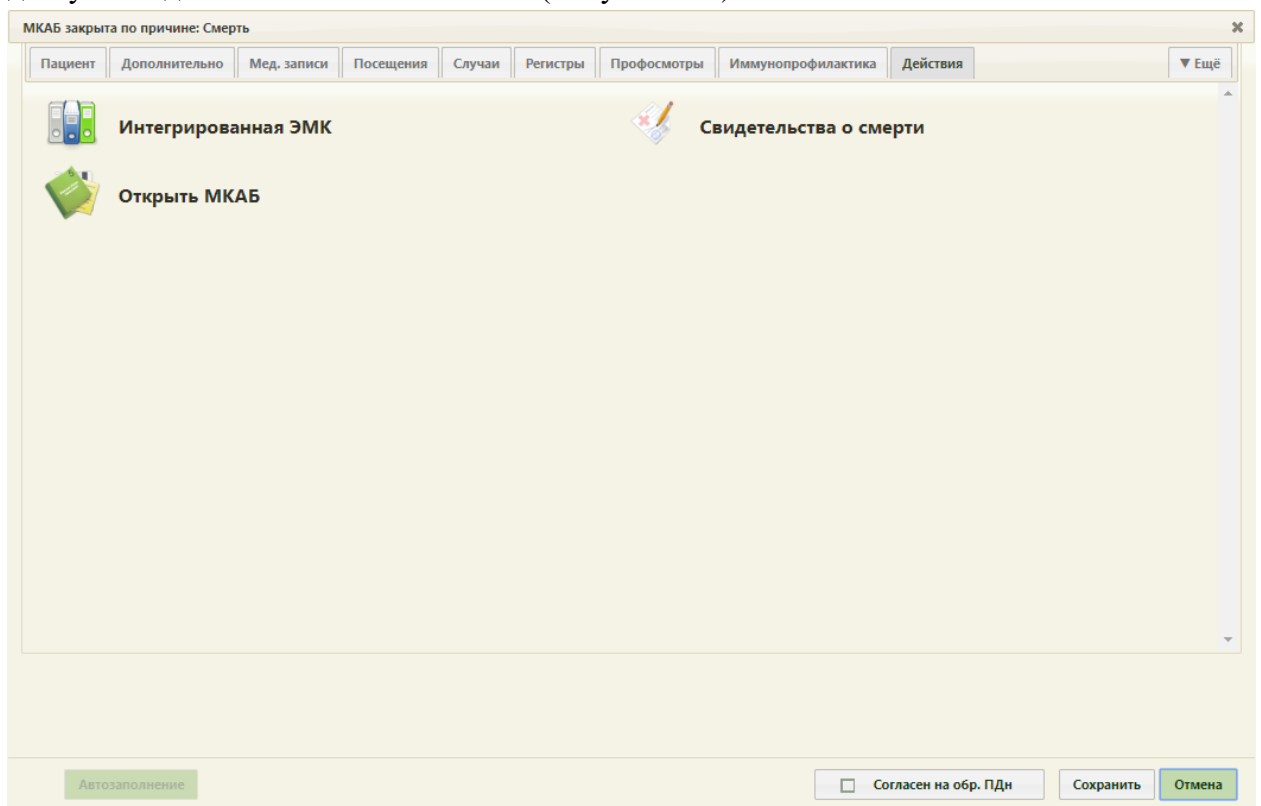 МКАБ закрыта по причине: Смерть
Пациент Дополнительно Мед. записи Посещения Случаи Регистры Профосмотры Иммунопрофилактика Действия ▼ Ещё
Интегрированная ЭМК Свидетельства о смерти
Открыть МКАБ
Автозаполнение Согласен на обр. ПДн Сохранить Отмена